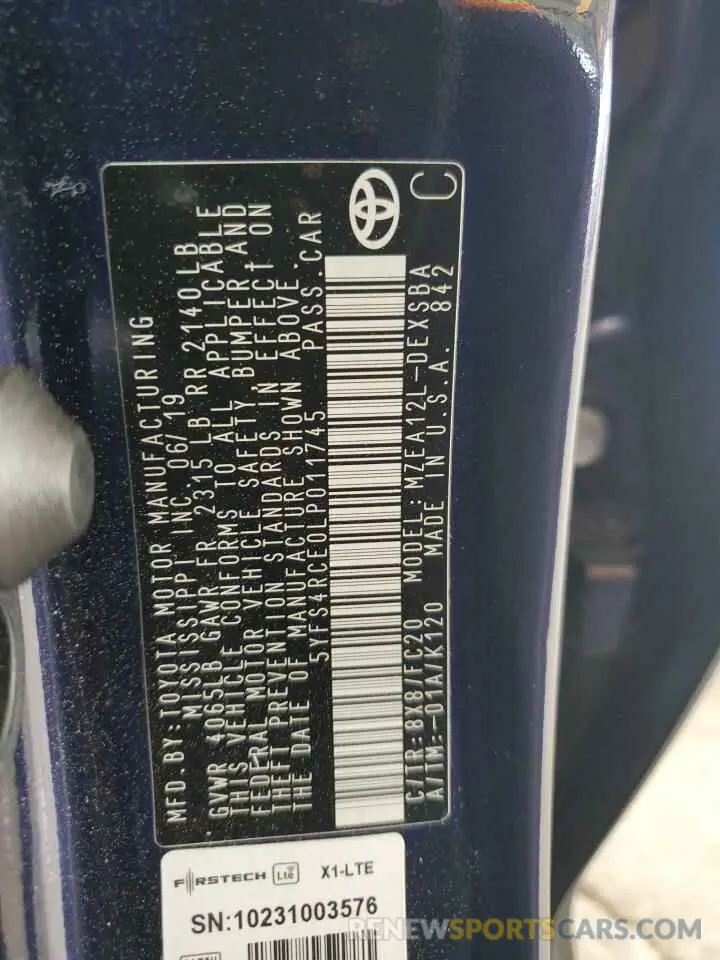 MFD.BY:TOYOTA MOTOR MANUFACTURING
MISSISSIPPI INC. 06/19
GVWR 4065LB GAWR FR 2315 LB RR 2140 LB
THIS VEHICLE CONFORMS TO ALL APPLICABLE
FEDERAL MOTOR VEHICLE SAFETY, BUMPER AND
THEFT PREVENTION STANDARDS IN EFFECT ON
THE DATE OF MANUFACTURE SHOWN ABOVE.
5YFS4RCE0LP011745 PASS.CAR
C/TR: 8X8/FC20 MODEL: MZEA12L-DEXSBA
A/TM:-01A/K120 MADE IN U.S.A. 842
C
FIRSTECH LTE X1-LTE
SN:10231003576
RENEWSPORTSCARS.COM